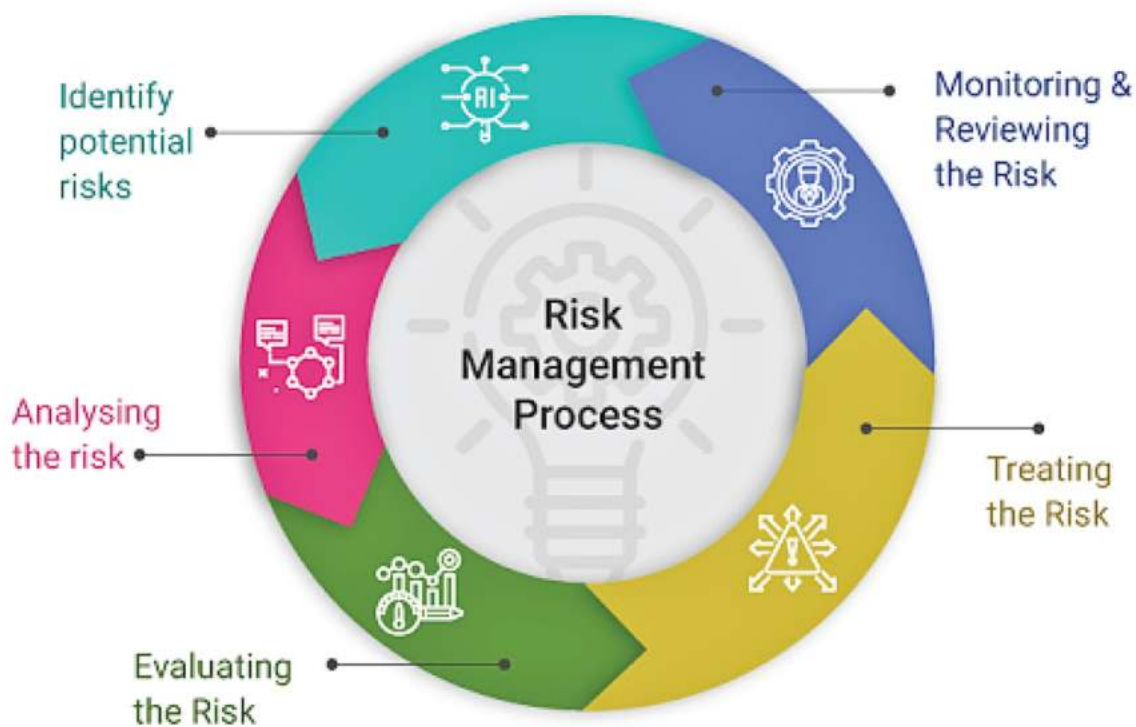 Identify
potential
risks
AI
Monitoring &
Reviewing
the Risk
Risk
Management
Process
Analysing
the risk
Treating
the Risk
Evaluating
the Risk